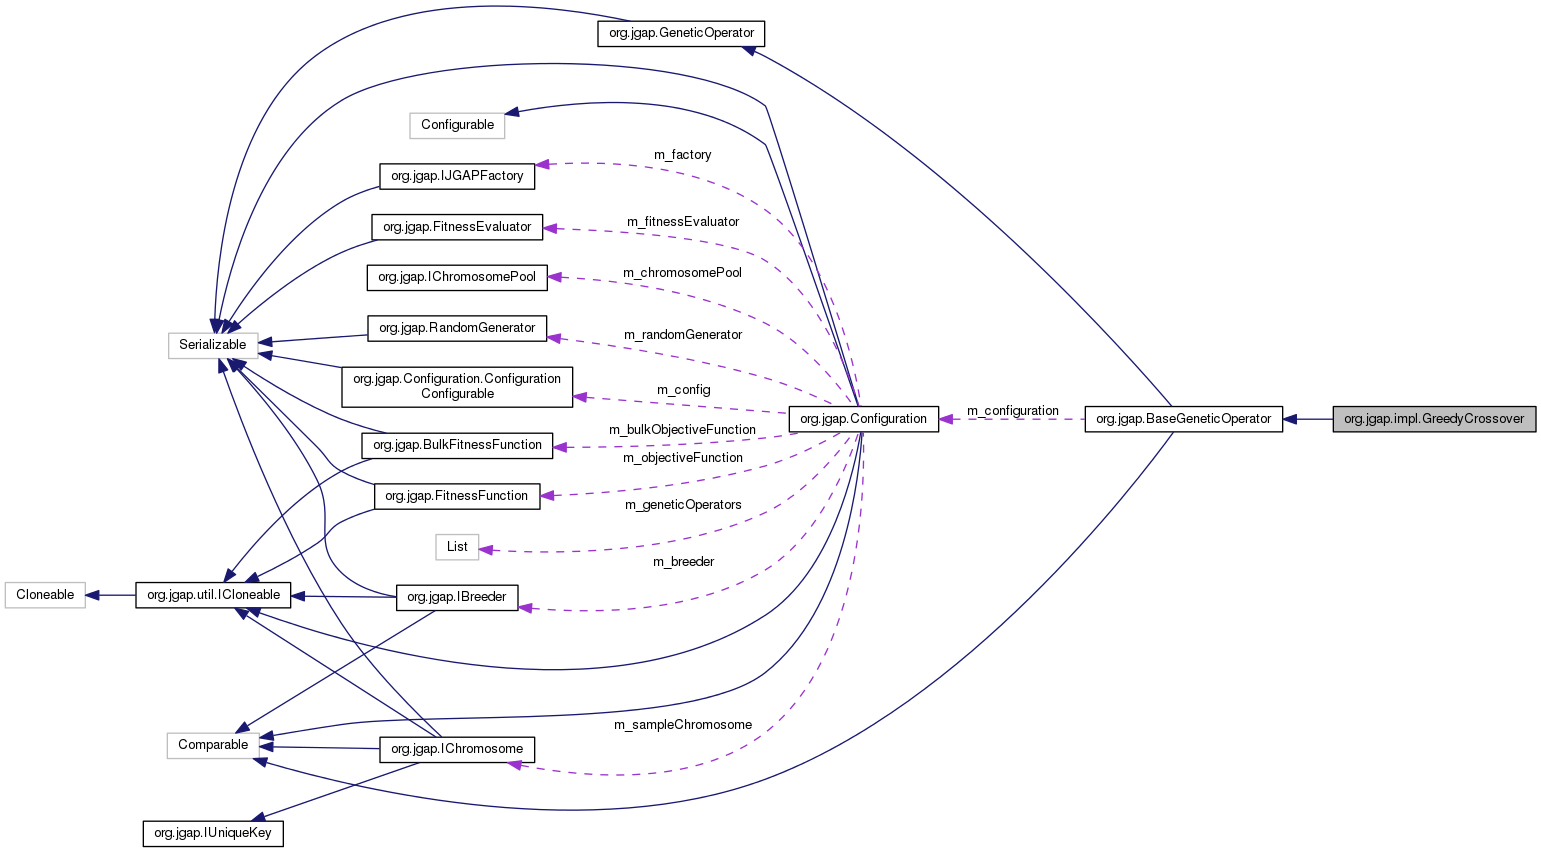 org.jgap.GeneticOperator
Configurable
m_factory
org.jgap.IJGAPFactory
m_fitnessEvaluator
org.jgap.FitnessEvaluator
m_chromosomePool
org.jgap.IChromosomePool
m_randomGenerator
org.jgap.RandomGenerator
Serializable
org.jgap.Configuration.Configuration
Configurable
m_config
m_configuration
org.jgap.Configuration
org.jgap.BaseGeneticOperator
org.jgap.impl.GreedyCrossover
m_bulkObjectiveFunction
org.jgap.BulkFitnessFunction
m_objectiveFunction
org.jgap.FitnessFunction
m_geneticOperators
List
m_breeder
Cloneable
org.jgap.util.ICloneable
org.jgap.IBreeder
m_sampleChromosome
Comparable
org.jgap.IChromosome
org.jgap.IUniqueKey